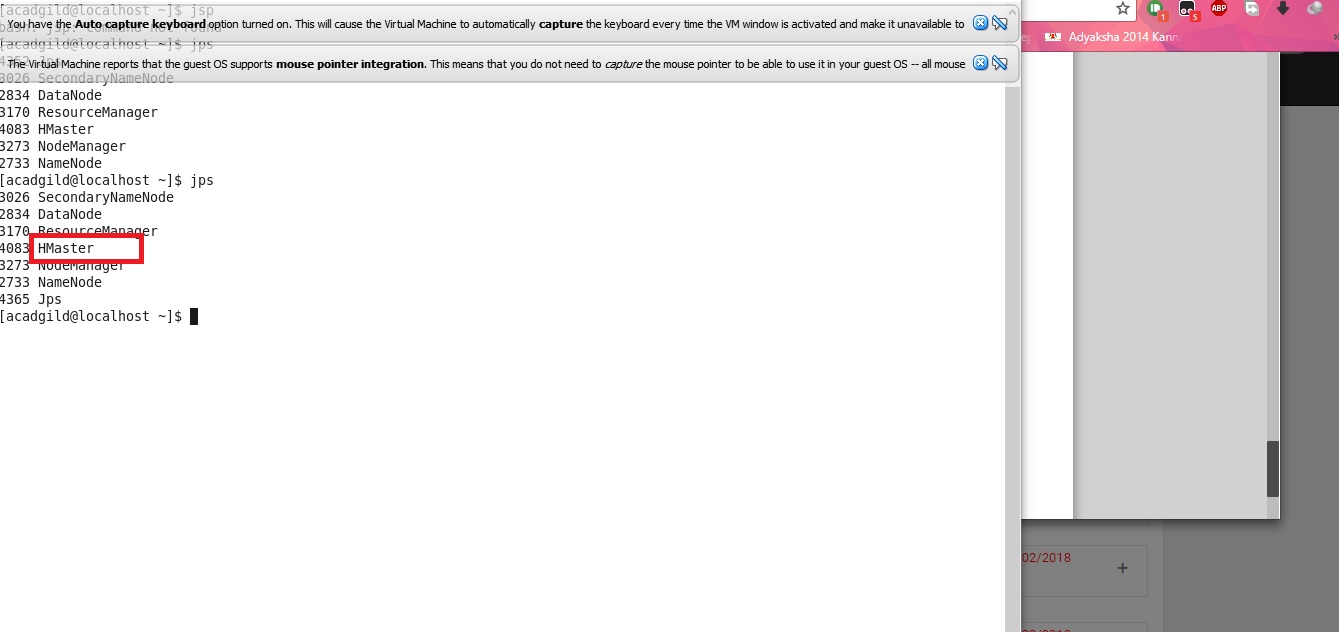 [acadgild@localhost ~]$ jsp
You have the Auto capture keyboard option turned on. This will cause the Virtual Machine to automatically capture the keyboard every time the VM window is activated and make it unavailable to
bash: jsp: command not found
[acadgild@localhost ~]$ jps
The Virtual Machine reports that the guest OS supports mouse pointer integration. This means that you do not need to capture the mouse pointer to be able to use it in your guest OS -- all mouse
3026 SecondaryNameNode
2834 DataNode
3170 ResourceManager
4083 HMaster
3273 NodeManager
2733 NameNode
[acadgild@localhost ~]$ jps
3026 SecondaryNameNode
2834 DataNode
3170 ResourceManager
4083 HMaster
3273 NodeManager
2733 NameNode
4365 Jps
[acadgild@localhost ~]$
1
5
ABP
Adyaksha 2014 Kann
02/2018
+